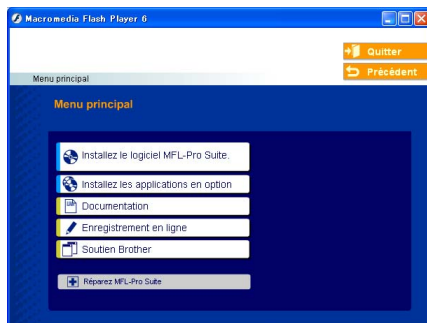 Macromedia Flash Player 6
Quitter
Précédent
Menu principal
Menu principal
Installez le logiciel MFL-Pro Suite.
Installez les applications en option
Documentation
Enregistrement en ligne
Soutien Brother
Réparez MFL-Pro Suite